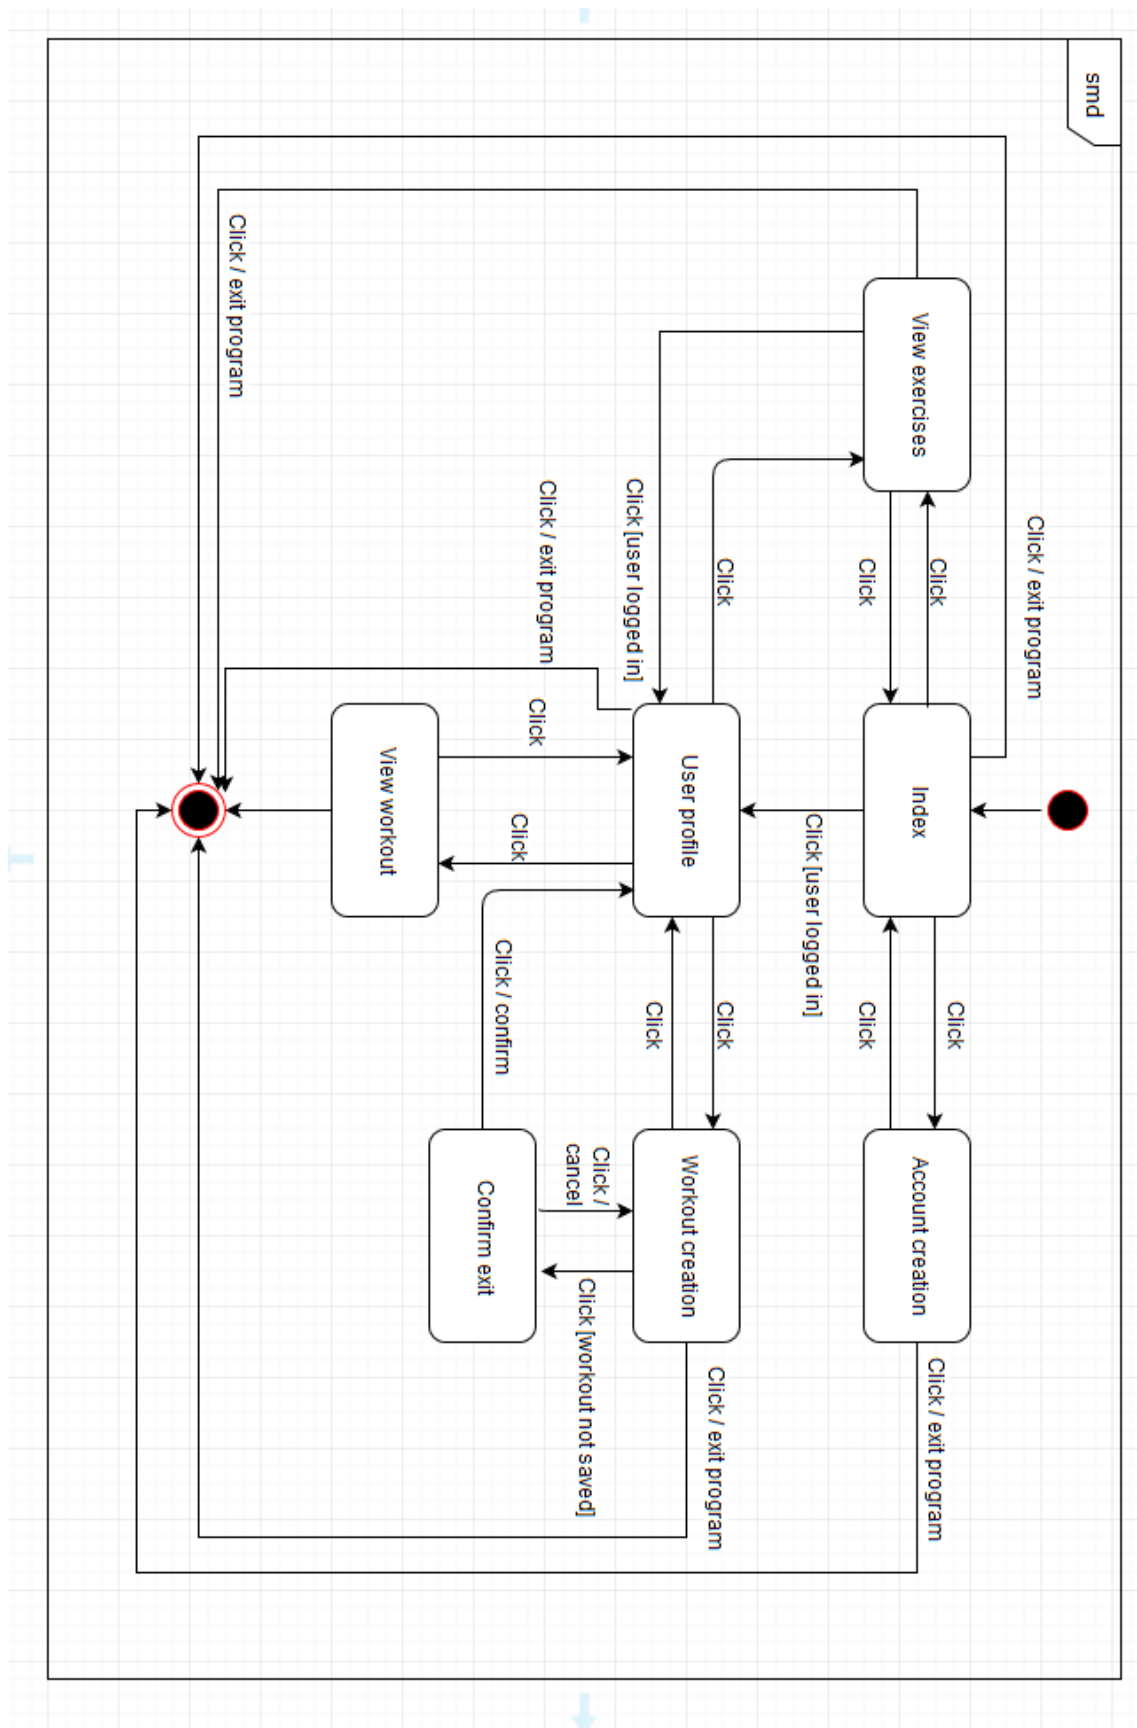 smd
Click / exit program
View exercises
Click
Click
Index
Click
Click
Account creation
Click / exit program
Click [user logged in]
Click [user logged in]
Click
User profile
Click
Click
Workout creation
Click / exit program
Click / exit program
Click
Click
Click / confirm
Click /
cancel
Click [workout not saved]
View workout
Confirm exit
Click / exit program